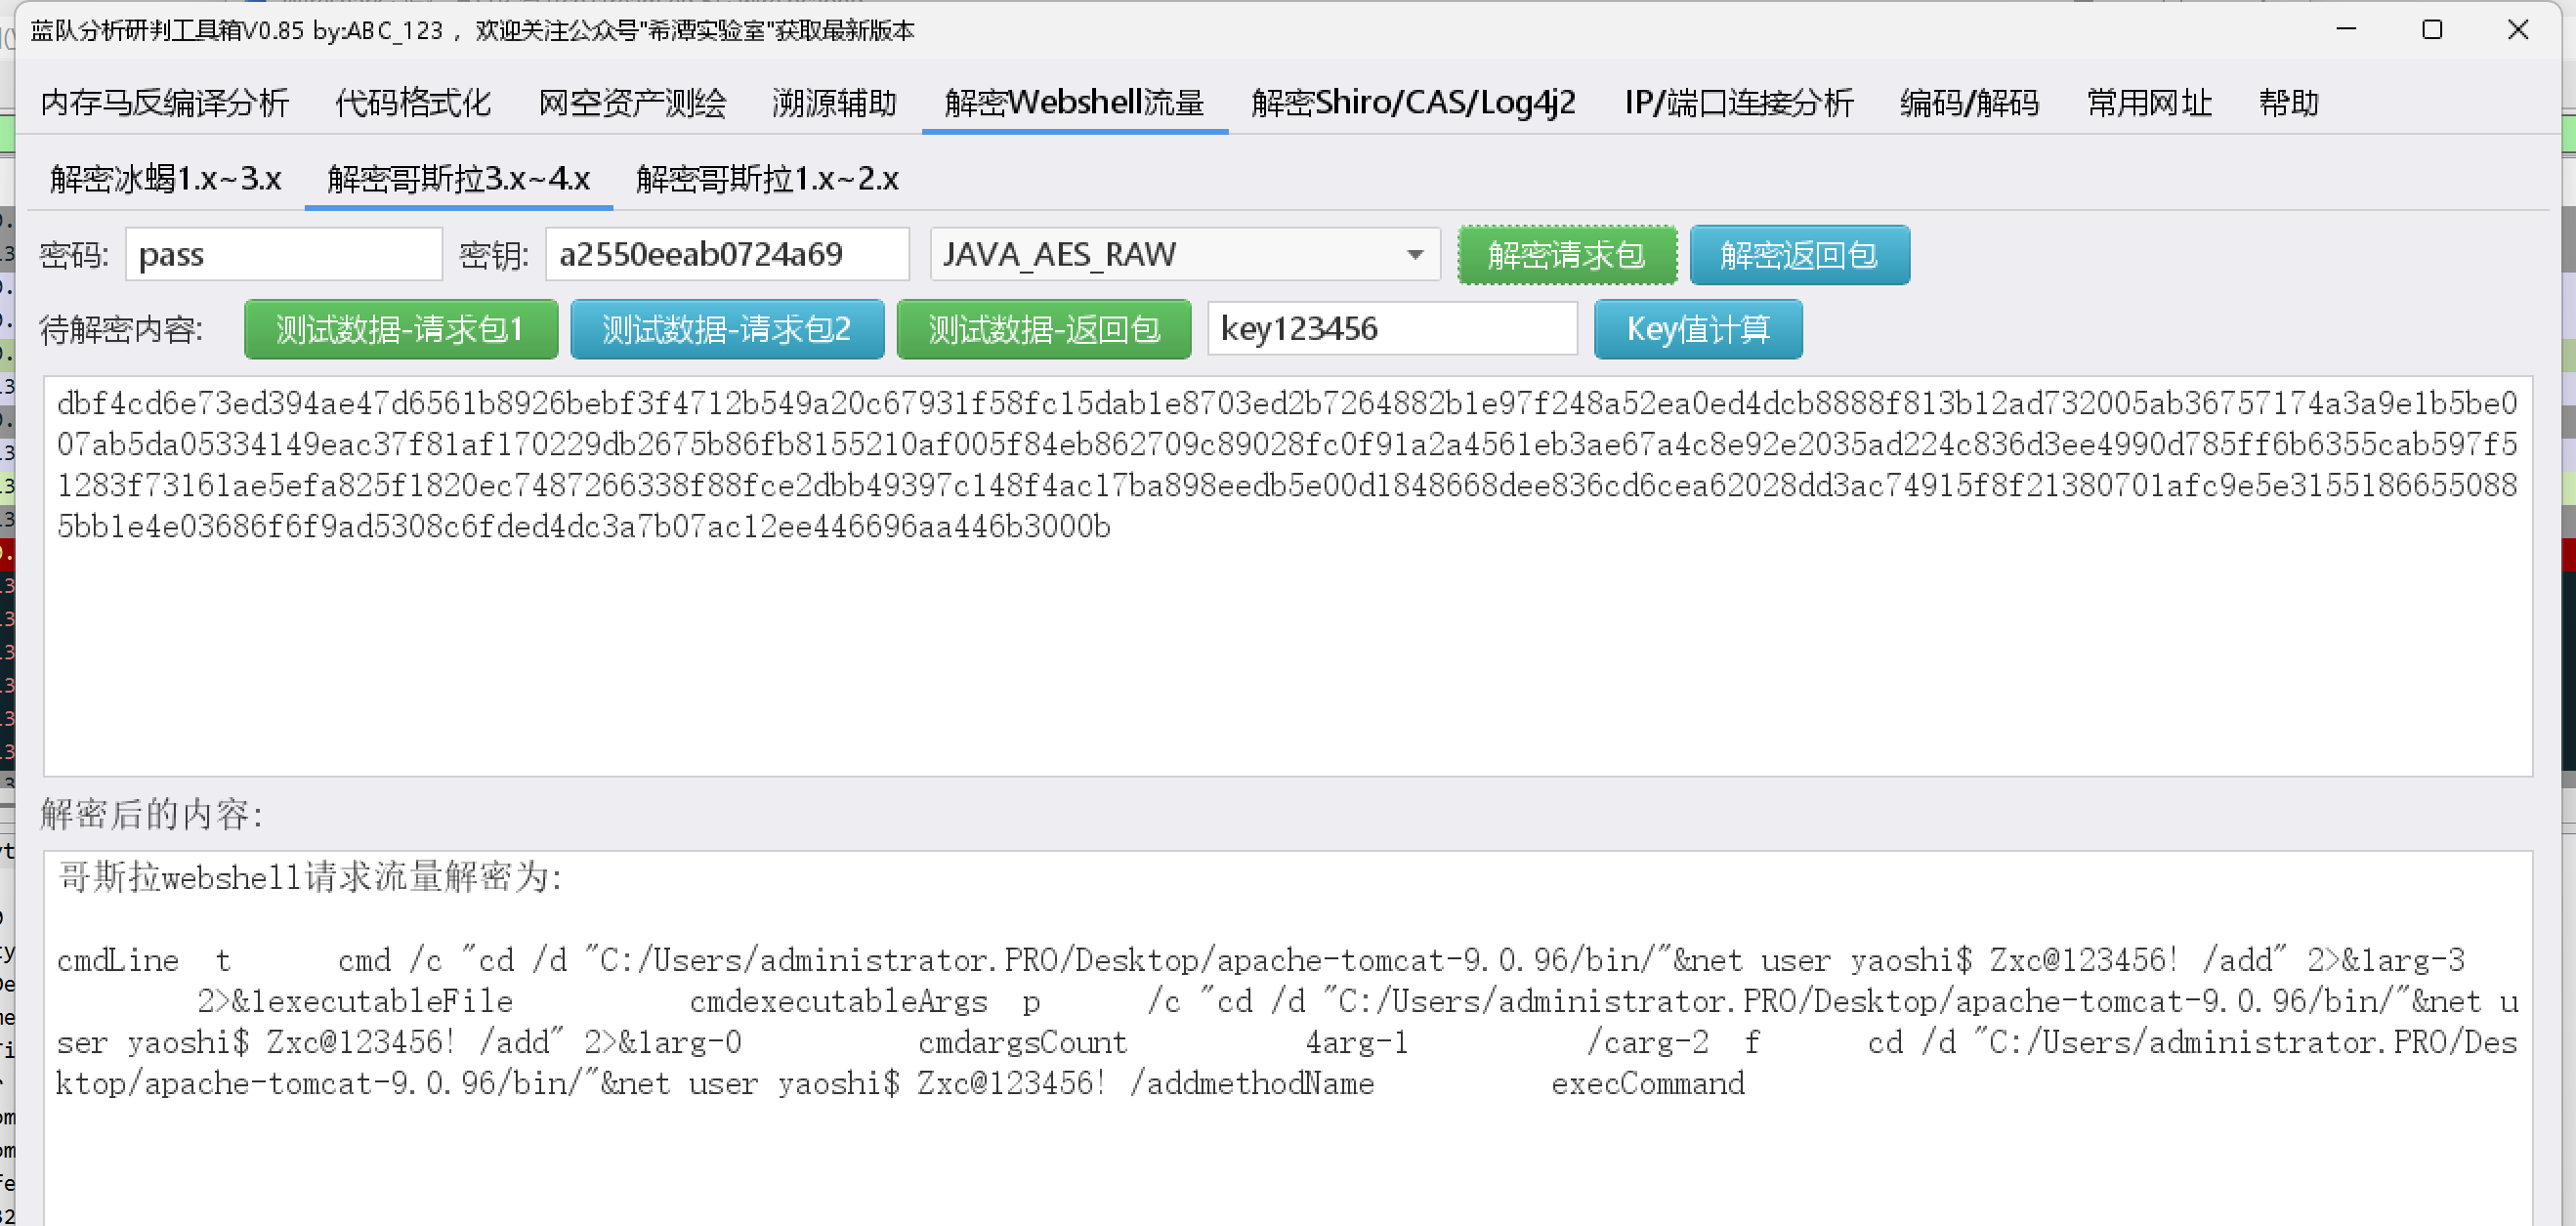 蓝队分析研判工具箱V0.85 by:ABC_123 ，欢迎关注公众号"希潭实验室"获取最新版本
内存马反编译分析 代码格式化 网空资产测绘 溯源辅助 解密Webshell流量 解密Shiro/CAS/Log4j2 IP/端口连接分析 编码/解码 常用网址 帮助
解密冰蝎1.x~3.x 解密哥斯拉3.x~4.x 解密哥斯拉1.x~2.x
密码: pass 密钥: a2550eeab0724a69 JAVA_AES_RAW 解密请求包 解密返回包
待解密内容: 测试数据-请求包1 测试数据-请求包2 测试数据-返回包 key123456 Key值计算
dbf4cd6e73ed394ae47d6561b8926bebf3f4712b549a20c67931f58fc15dab1e8703ed2b7264882b1e97f248a52ea0ed4dcb8888f813b12ad732005ab36757174a3a9e1b5be0
07ab5da05334149eac37f81af170229db2675b86fb8155210af005f84eb862709c89028fc0f91a2a4561eb3ae67a4c8e92e2035ad224c836d3ee4990d785ff6b6355cab597f5
1283f73161ae5efa825f1820ec7487266338f88fce2dbb49397c148f4ac17ba898eedb5e00d1848668dee836cd6cea62028dd3ac74915f8f21380701afc9e5e3155186655088
5bb1e4e03686f6f9ad5308c6fded4dc3a7b07ac12ee446696aa446b3000b
解密后的内容:
哥斯拉webshell请求流量解密为:
cmdLine t cmd /c "cd /d "C:/Users/administrator.PRO/Desktop/apache-tomcat-9.0.96/bin/"&net user yaoshi$ Zxc@123456! /add" 2>&1arg-3
2>&1executableFile cmdexecutableArgs p /c "cd /d "C:/Users/administrator.PRO/Desktop/apache-tomcat-9.0.96/bin/"&net u
ser yaoshi$ Zxc@123456! /add" 2>&1arg-0 cmdargsCount 4arg-1 /carg-2 f cd /d "C:/Users/administrator.PRO/Des
ktop/apache-tomcat-9.0.96/bin/"&net user yaoshi$ Zxc@123456! /addmethodName execCommand